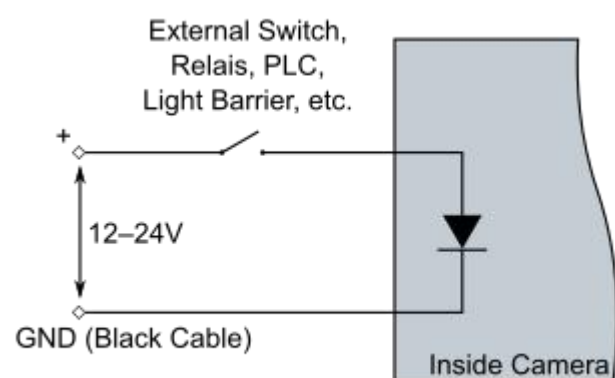 External Switch,
Relais, PLC,
Light Barrier, etc.
+
12–24V
GND (Black Cable)
Inside Camera